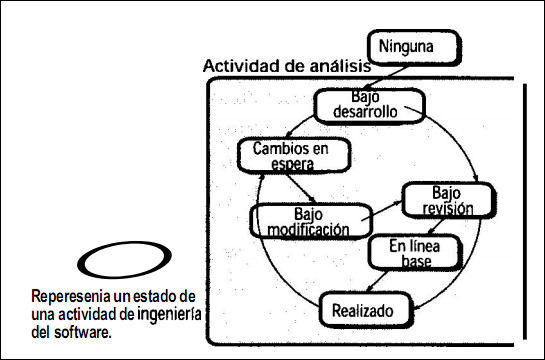 Ninguna
Actividad de análisis
Bajo
desarrollo
Cambios en
espera
Bajo
revisión
Bajo
modificación
En línea
base
Realizado
Reperesenia un estado de
una actividad de ingeniería
del software.